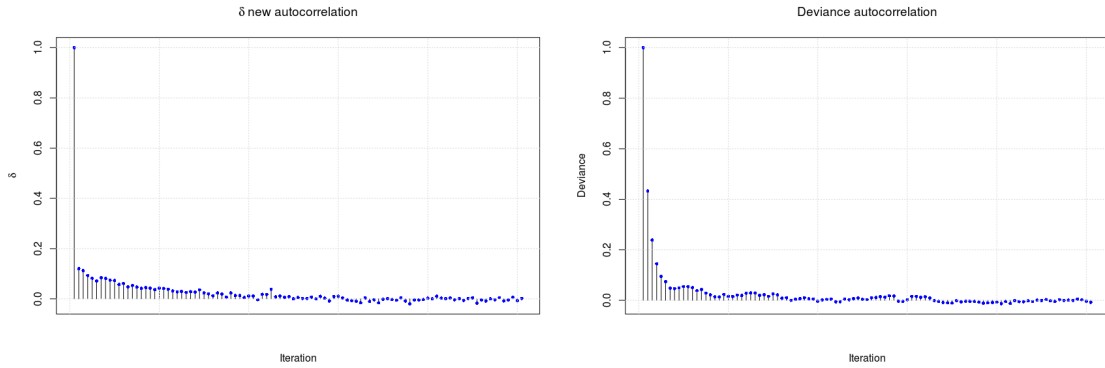 δ new autocorrelation
δ
1.0
0.8
0.6
0.4
0.2
0.0
Iteration
Deviance autocorrelation
Deviance
1.0
0.8
0.6
0.4
0.2
0.0
Iteration